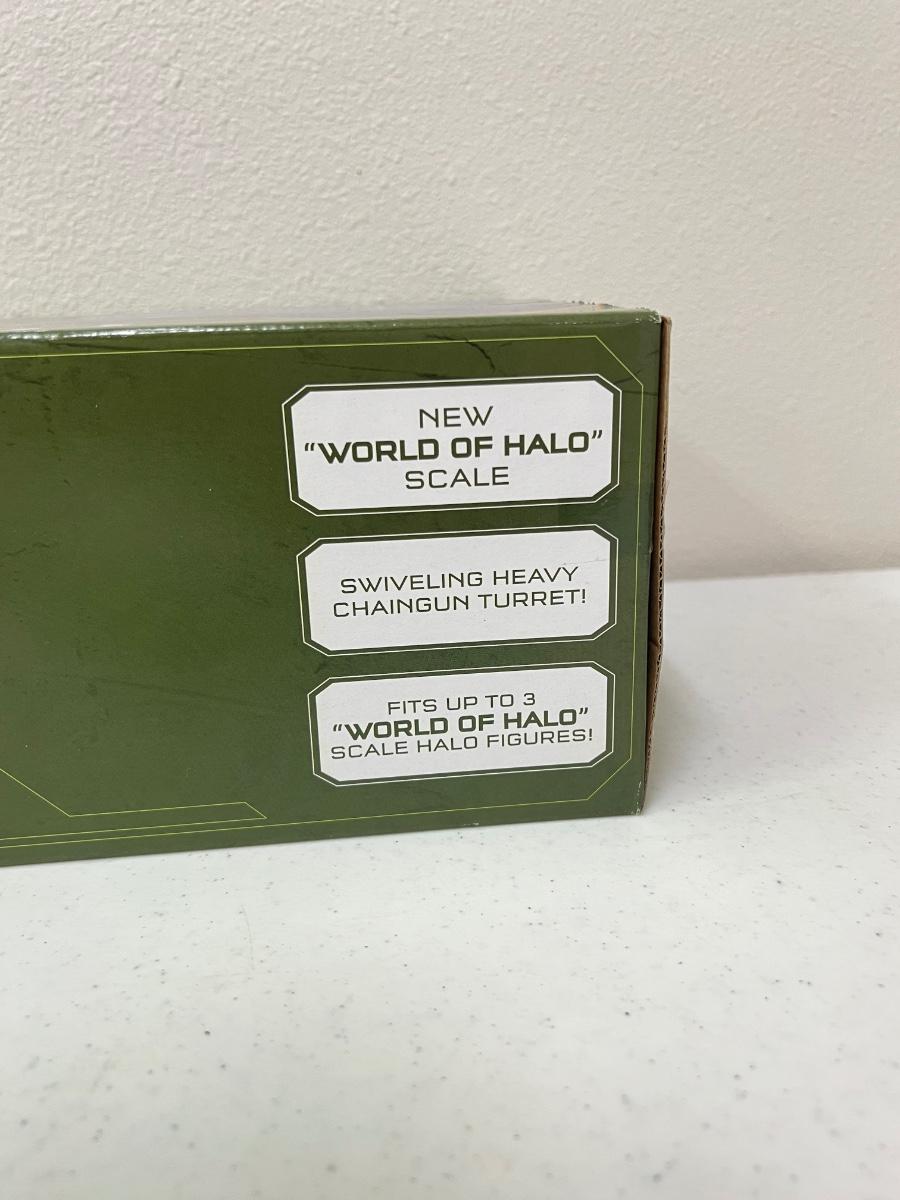 NEW
“WORLD OF HALO”
SCALE
SWIVELING HEAVY
CHAINGUN TURRET!
FITS UP TO 3
“WORLD OF HALO”
SCALE HALO FIGURES!